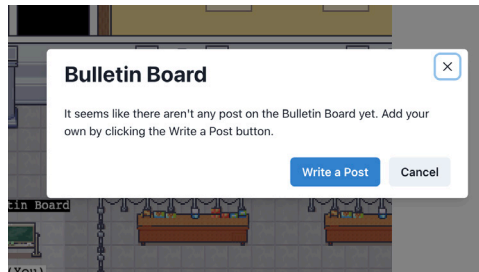 Bulletin Board
It seems like there aren't any post on the Bulletin Board yet. Add your
own by clicking the Write a Post button.
Write a Post Cancel
tin Board
(You)